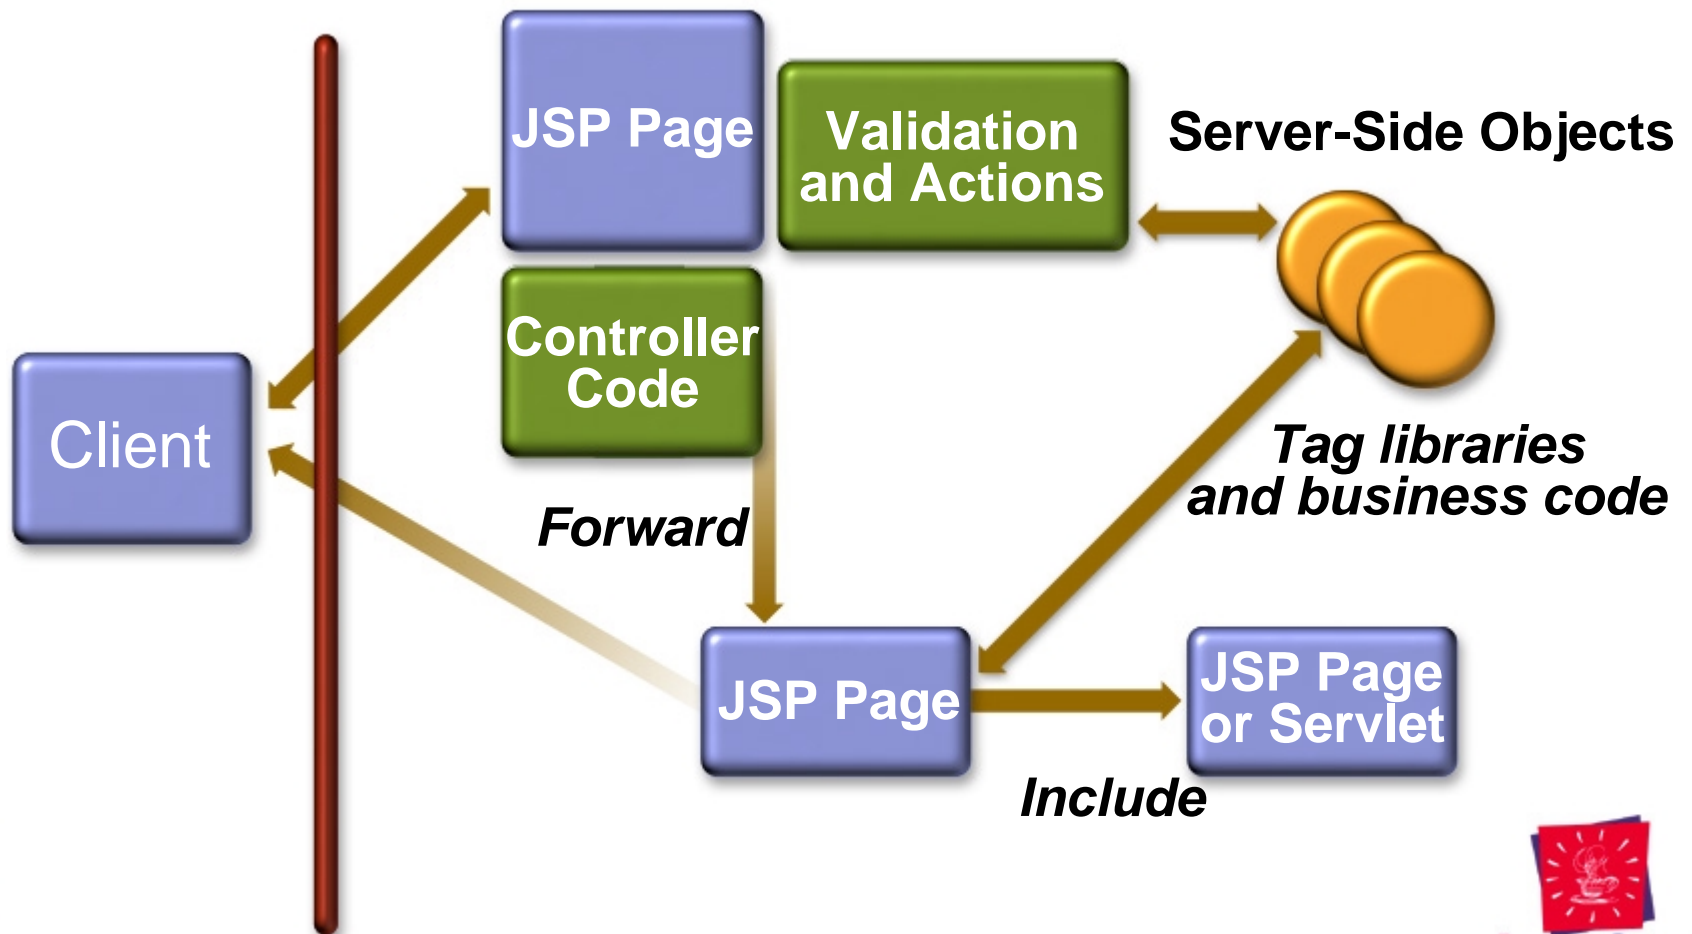 JSP Page
Validation
and Actions
Server-Side Objects
Controller
Code
Client
Tag libraries
and business code
Forward
JSP Page
JSP Page
or Servlet
Include